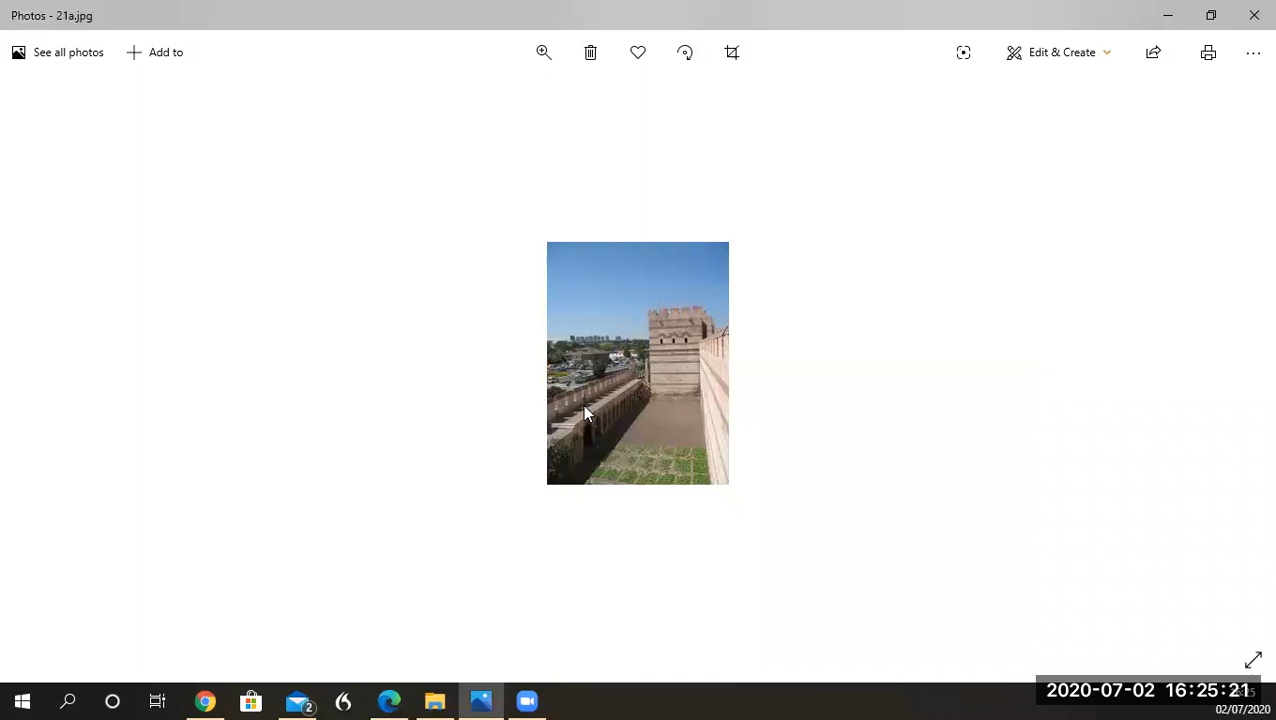 Photos - 21a.jpg
See all photos
Add to
Edit & Create
2
2020-07-02 16:25:21
02/07/2020